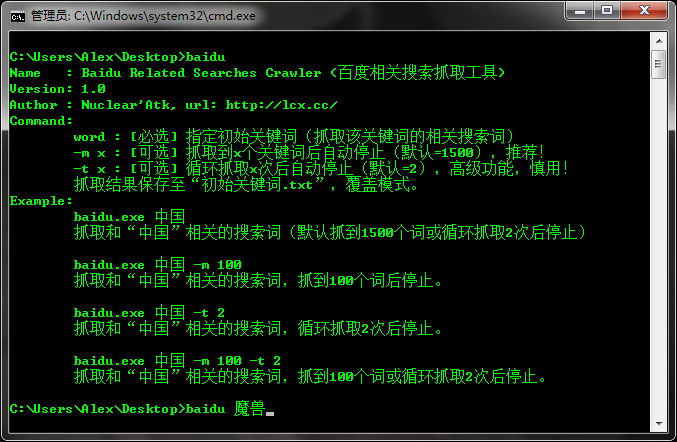 管理员: C:\Windows\system32\cmd.exe
C:\Users\Alex\Desktop>baidu
Name   : Baidu Related Searches Crawler (百度相关搜索抓取工具)
Version: 1.0
Author : Nuclear'Atk, url: http://lcx.cc/
Command:
        word : [必选] 指定初始关键词（抓取该关键词的相关搜索词）
        -m x : [可选] 抓取到x个关键词后自动停止（默认=1500），推荐！
        -t x : [可选] 循环抓取x次后自动停止（默认=2），高级功能，慎用！
        抓取结果保存至“初始关键词.txt”，覆盖模式。
Example:
        baidu.exe 中国
        抓取和“中国”相关的搜索词（默认抓到1500个词或循环抓取2次后停止）
        baidu.exe 中国 -m 100
        抓取和“中国”相关的搜索词，抓到100个词后停止。
        baidu.exe 中国 -t 2
        抓取和“中国”相关的搜索词，循环抓取2次后停止。
        baidu.exe 中国 -m 100 -t 2
        抓取和“中国”相关的搜索词，抓到100个词或循环抓取2次后停止。
C:\Users\Alex\Desktop>baidu 魔兽_